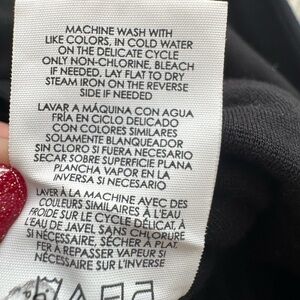 MACHINE WASH WITH
LIKE COLORS, IN COLD WATER
ON THE DELICATE CYCLE
ONLY NON-CHLORINE, BLEACH
IF NEEDED, LAY FLAT TO DRY
STEAM IRON ON THE REVERSE
SIDE IF NEEDED
LAVAR A MÁQUINA CON AGUA
FRÍA EN CICLO DELICADO
CON COLORES SIMILARES
SOLAMENTE BLANQUEADOR
SIN CLORO SI FUERA NECESARIO
SECAR SOBRE SUPERFICIE PLANA
PLANCHA VAPOR EN LA
INVERSA SI NECESARIO
LAVER À LA MACHINE AVEC DES
COULEURS SIMILAIRES À L'EAU
FROIDE SUR LE CYCLE DÉLICAT, À
L'EAU DE JAVEL SANS CHLORURE
SI NÉCESSAIRE, SÉCHER À PLAT,
FER À REPASSER VAPEUR SI
NÉCESSAIRE SUR L'INVERSE